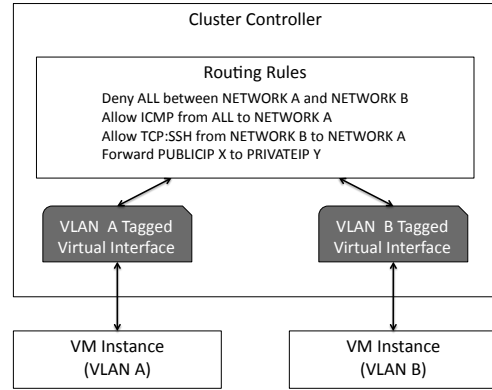 Cluster Controller
Routing Rules
Deny ALL between NETWORK A and NETWORK B
Allow ICMP from ALL to NETWORK A
Allow TCP:SSH from NETWORK B to NETWORK A
Forward PUBLICIP X to PRIVATEIP Y
VLAN A Tagged
Virtual Interface
VLAN B Tagged
Virtual Interface
VM Instance
(VLAN A)
VM Instance
(VLAN B)